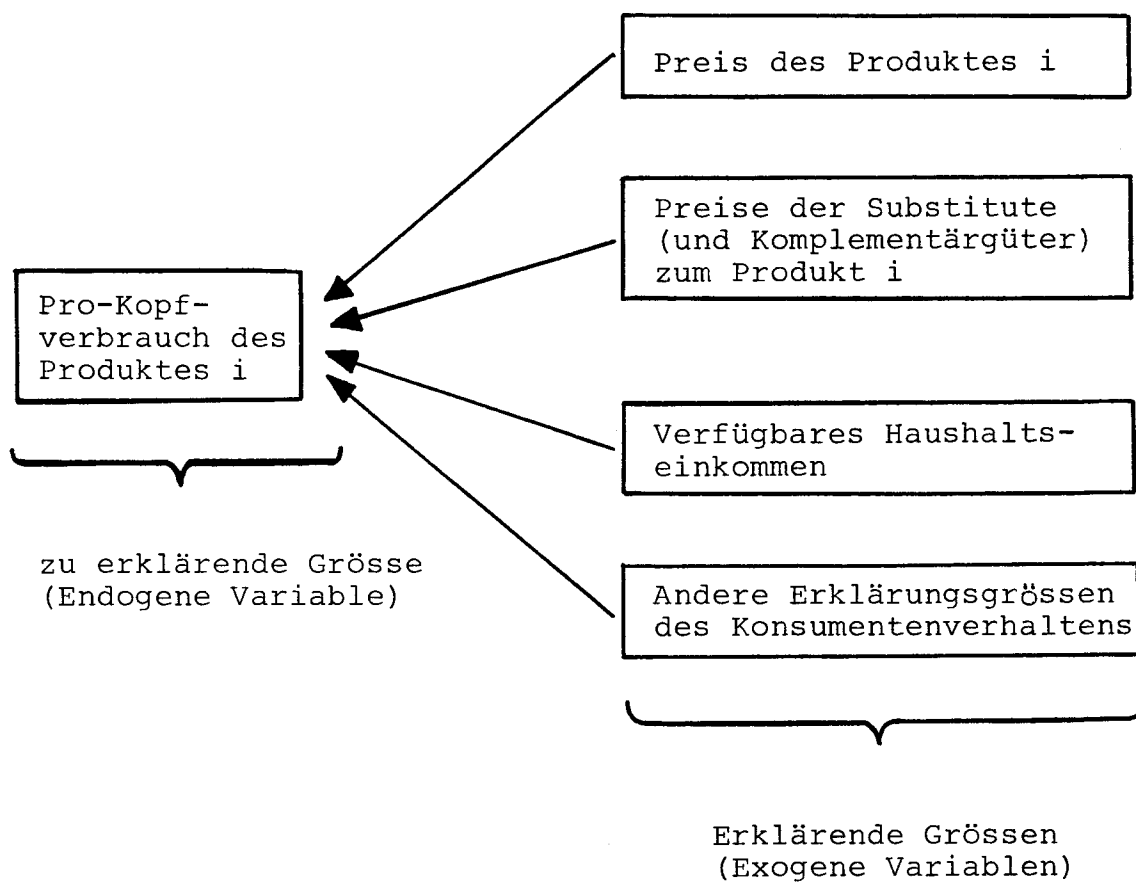 Preis des Produktes i
Preise der Substitute
(und Komplementärgüter)
zum Produkt i
Pro-Kopf-
verbrauch des
Produktes i
Verfügbares Haushalts-
einkommen
zu erklärende Grösse
(Endogene Variable)
Andere Erklärungsgrössen
des Konsumentenverhaltens
Erklärende Grössen
(Exogene Variablen)